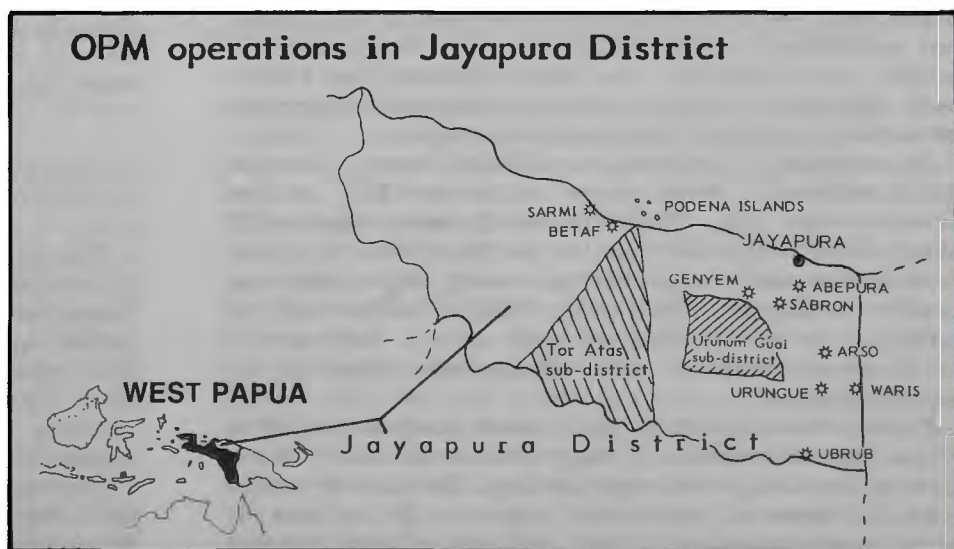 OPM operations in Jayapura District
SARMI
BETAF
PODENA ISLANDS
JAYAPURA
GENYEM
ABEPURA
SABRON
Tor Atas
sub-district
Urunum Guai
sub-district
ARSO
URUNGUE
WARIS
WEST PAPUA
Jayapura District
UBRUB